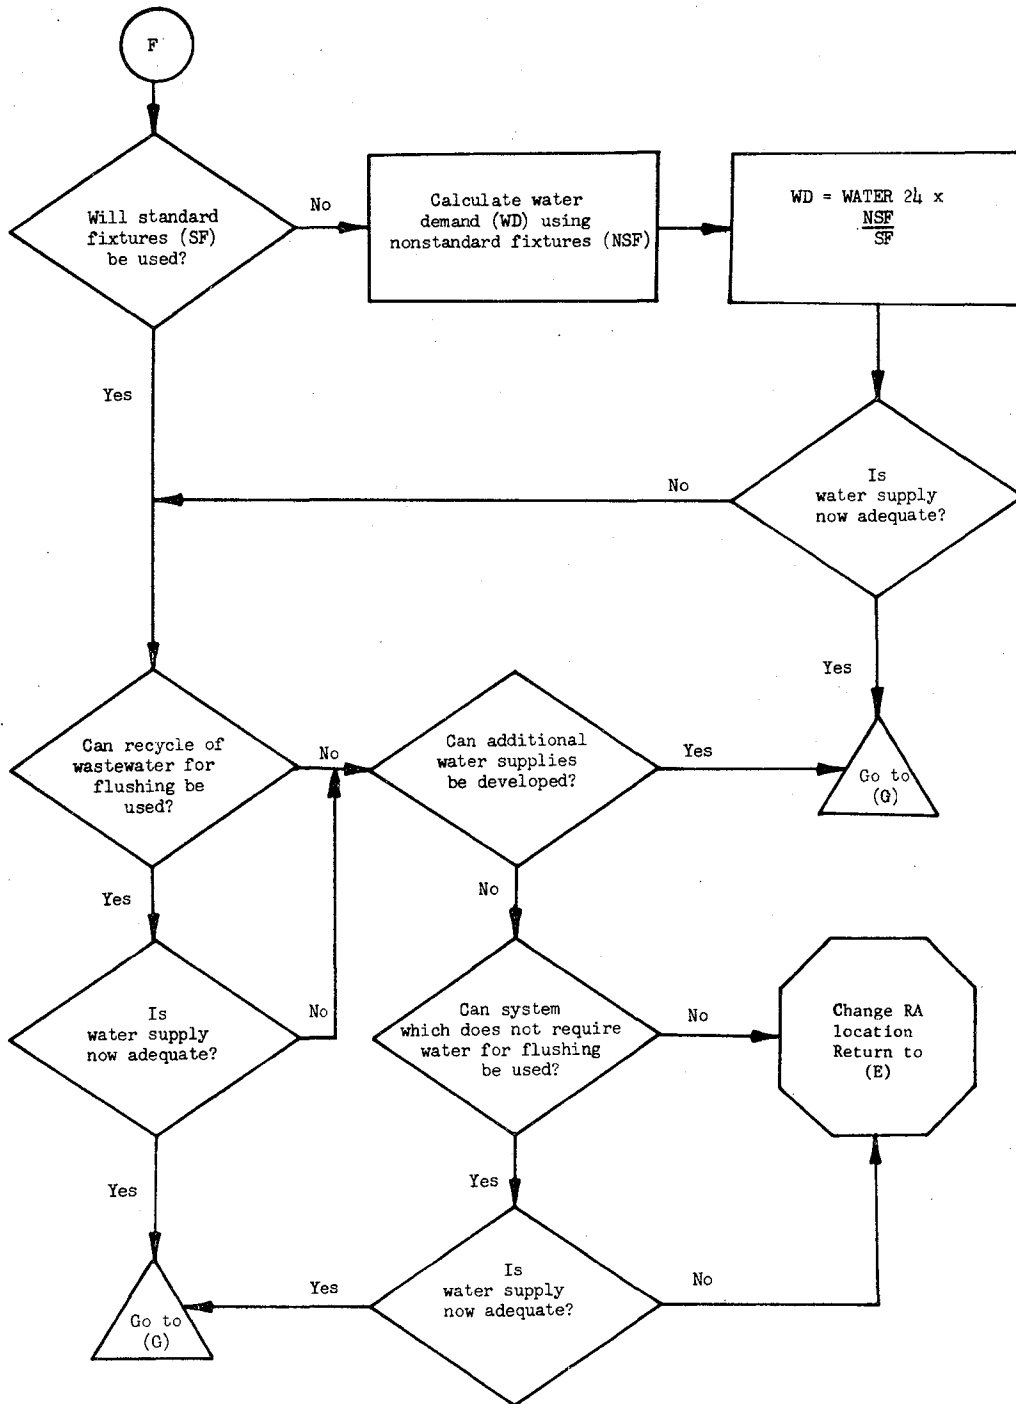 F
Will standard
fixtures (SF)
be used?
No
Calculate water
demand (WD) using
nonstandard fixtures (NSF)
WD = WATER 24 x
NSF
SF
Yes
Is
water supply
now adequate?
No
Yes
Can recycle of
wastewater for
flushing be
used?
No
Can additional
water supplies
be developed?
Yes
Go to
(G)
Yes
No
Is
water supply
now adequate?
No
Can system
which does not require
water for flushing
be used?
No
Change RA
location
Return to
(E)
Yes
Yes
Go to
(G)
Yes
Is
water supply
now adequate?
No